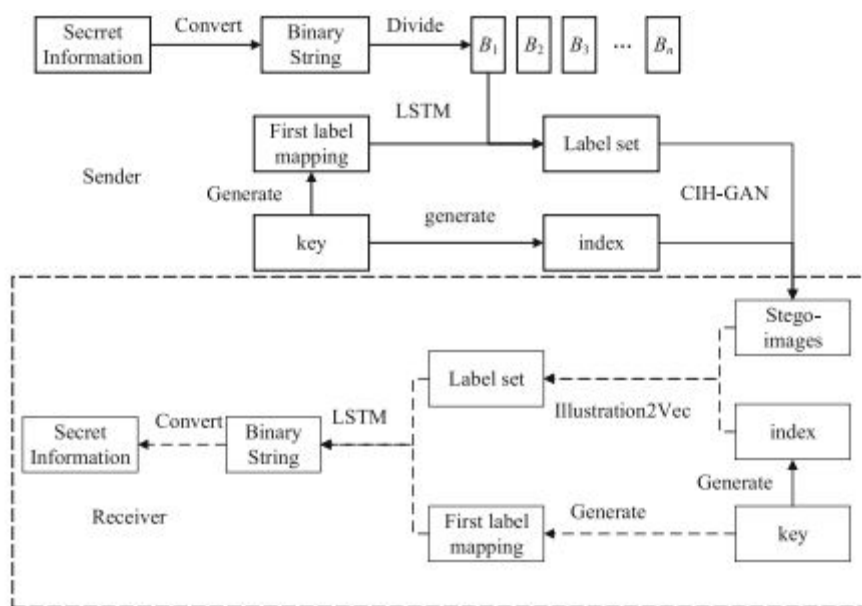 Convert
Divide
Secrret
Information
Binary
String
B1
B2
B3
...
Bn
LSTM
First label
mapping
Label set
Sender
Generate
CIH-GAN
generate
key
index
Stego-
images
Label set
Illustration2Vec
index
Convert
LSTM
Secret
Information
Binary
String
Generate
Receiver
Generate
First label
mapping
key